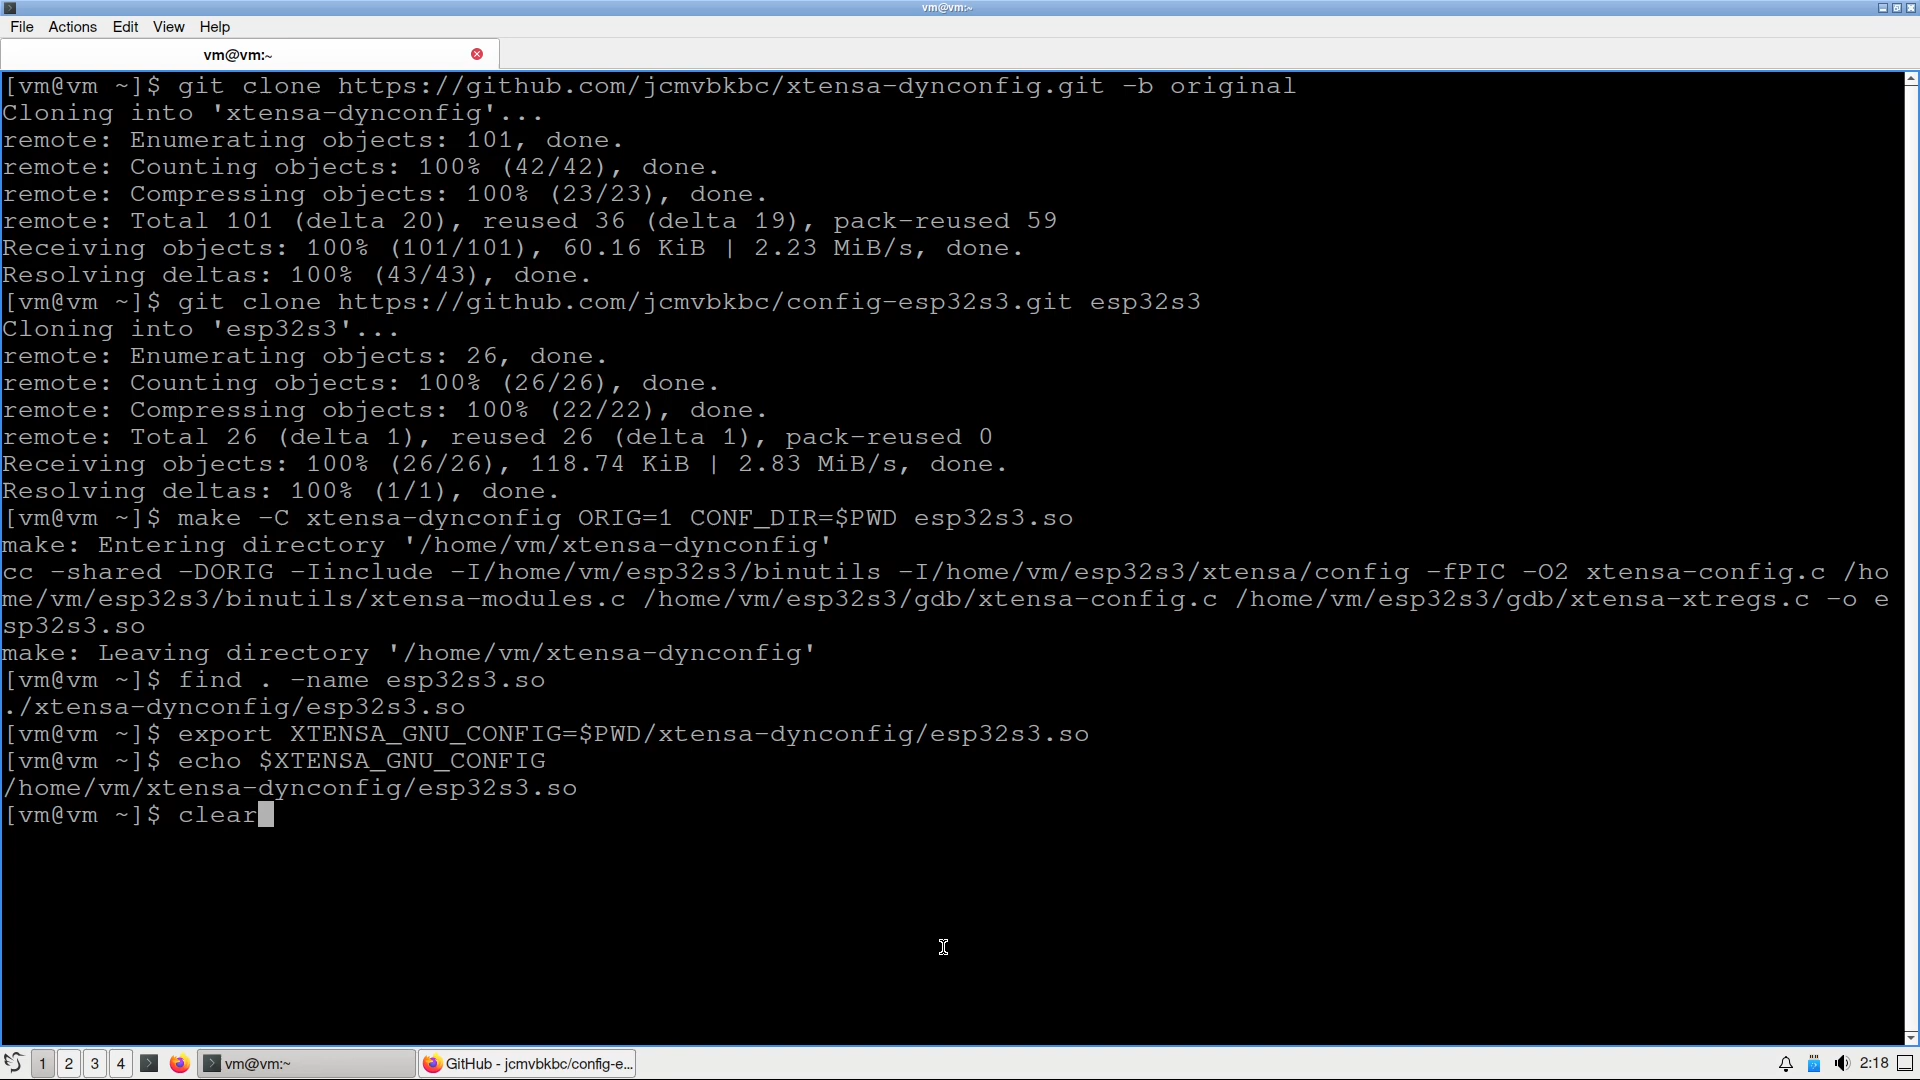 vm@vm:~
File Actions Edit View Help
vm@vm:~
[vm@vm ~]$ git clone https://github.com/jcmvbkbc/xtensa-dynconfig.git -b original
Cloning into 'xtensa-dynconfig'...
remote: Enumerating objects: 101, done.
remote: Counting objects: 100% (42/42), done.
remote: Compressing objects: 100% (23/23), done.
remote: Total 101 (delta 20), reused 36 (delta 19), pack-reused 59
Receiving objects: 100% (101/101), 60.16 KiB | 2.23 MiB/s, done.
Resolving deltas: 100% (43/43), done.
[vm@vm ~]$ git clone https://github.com/jcmvbkbc/config-esp32s3.git esp32s3
Cloning into 'esp32s3'...
remote: Enumerating objects: 26, done.
remote: Counting objects: 100% (26/26), done.
remote: Compressing objects: 100% (22/22), done.
remote: Total 26 (delta 1), reused 26 (delta 1), pack-reused 0
Receiving objects: 100% (26/26), 118.74 KiB | 2.83 MiB/s, done.
Resolving deltas: 100% (1/1), done.
[vm@vm ~]$ make -C xtensa-dynconfig ORIG=1 CONF_DIR=$PWD esp32s3.so
make: Entering directory '/home/vm/xtensa-dynconfig'
cc -shared -DORIG -Iinclude -I/home/vm/esp32s3/binutils -I/home/vm/esp32s3/xtensa/config -fPIC -O2 xtensa-config.c /ho
me/vm/esp32s3/binutils/xtensa-modules.c /home/vm/esp32s3/gdb/xtensa-config.c /home/vm/esp32s3/gdb/xtensa-xtregs.c -o e
sp32s3.so
make: Leaving directory '/home/vm/xtensa-dynconfig'
[vm@vm ~]$ find . -name esp32s3.so
./xtensa-dynconfig/esp32s3.so
[vm@vm ~]$ export XTENSA_GNU_CONFIG=$PWD/xtensa-dynconfig/esp32s3.so
[vm@vm ~]$ echo $XTENSA_GNU_CONFIG
/home/vm/xtensa-dynconfig/esp32s3.so
[vm@vm ~]$ clear
1 2 3 4 vm@vm:~ GitHub - jcmvbkbc/config-e... 2:18